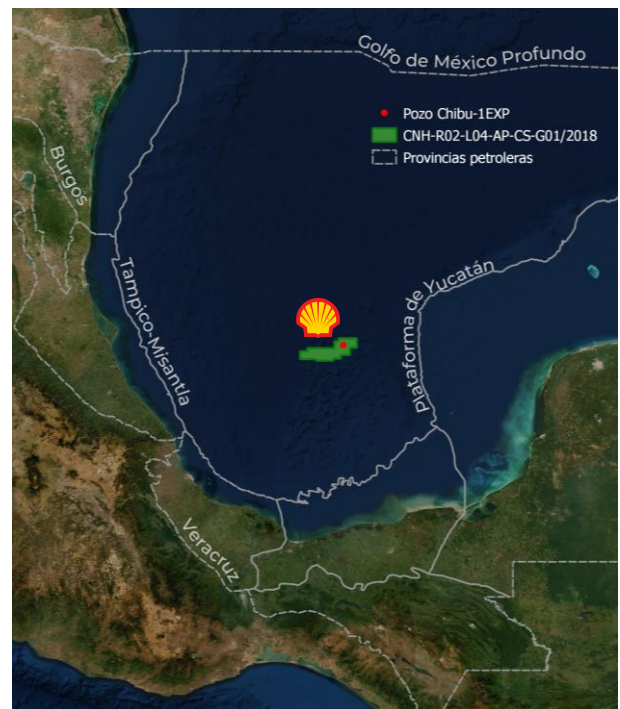 Golfo de México Profundo
Pozo Chibu-1EXP
CNH-R02-L04-AP-CS-G01/2018
Provincias petroleras
Burgos
Tampico-Misantla
Plataforma de Yucatán
Veracruz